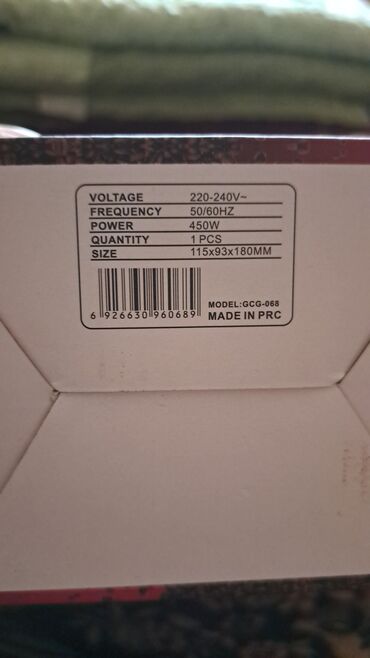 VOLTAGE 220-240V~
FREQUENCY 50/60HZ
POWER 450W
QUANTITY 1 PCS
SIZE 115x93x180MM
MODEL:GCG-068
6 926630 960689 MADE IN PRC